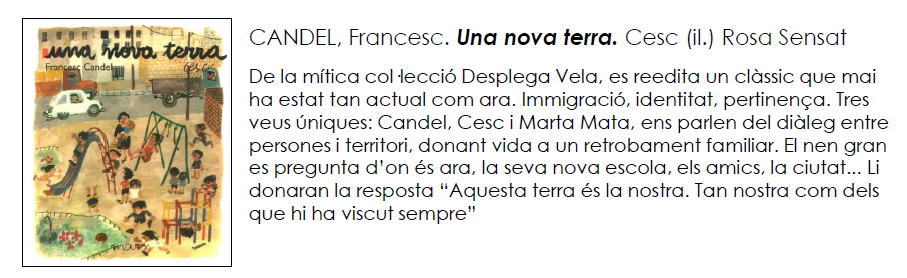 una nova terra
Francesc Candel
cesc
mars
CANDEL, Francesc. Una nova terra. Cesc (il.) Rosa Sensat
De la mítica col·lecció Desplega Vela, es reedita un clàssic que mai
ha estat tan actual com ara. Immigració, identitat, pertinença. Tres
veus úniques: Candel, Cesc i Marta Mata, ens parlen del diàleg entre
persones i territori, donant vida a un retrobament familiar. El nen gran
es pregunta d’on és ara, la seva nova escola, els amics, la ciutat... Li
donaran la resposta “Aquesta terra és la nostra. Tan nostra com dels
que hi ha viscut sempre”